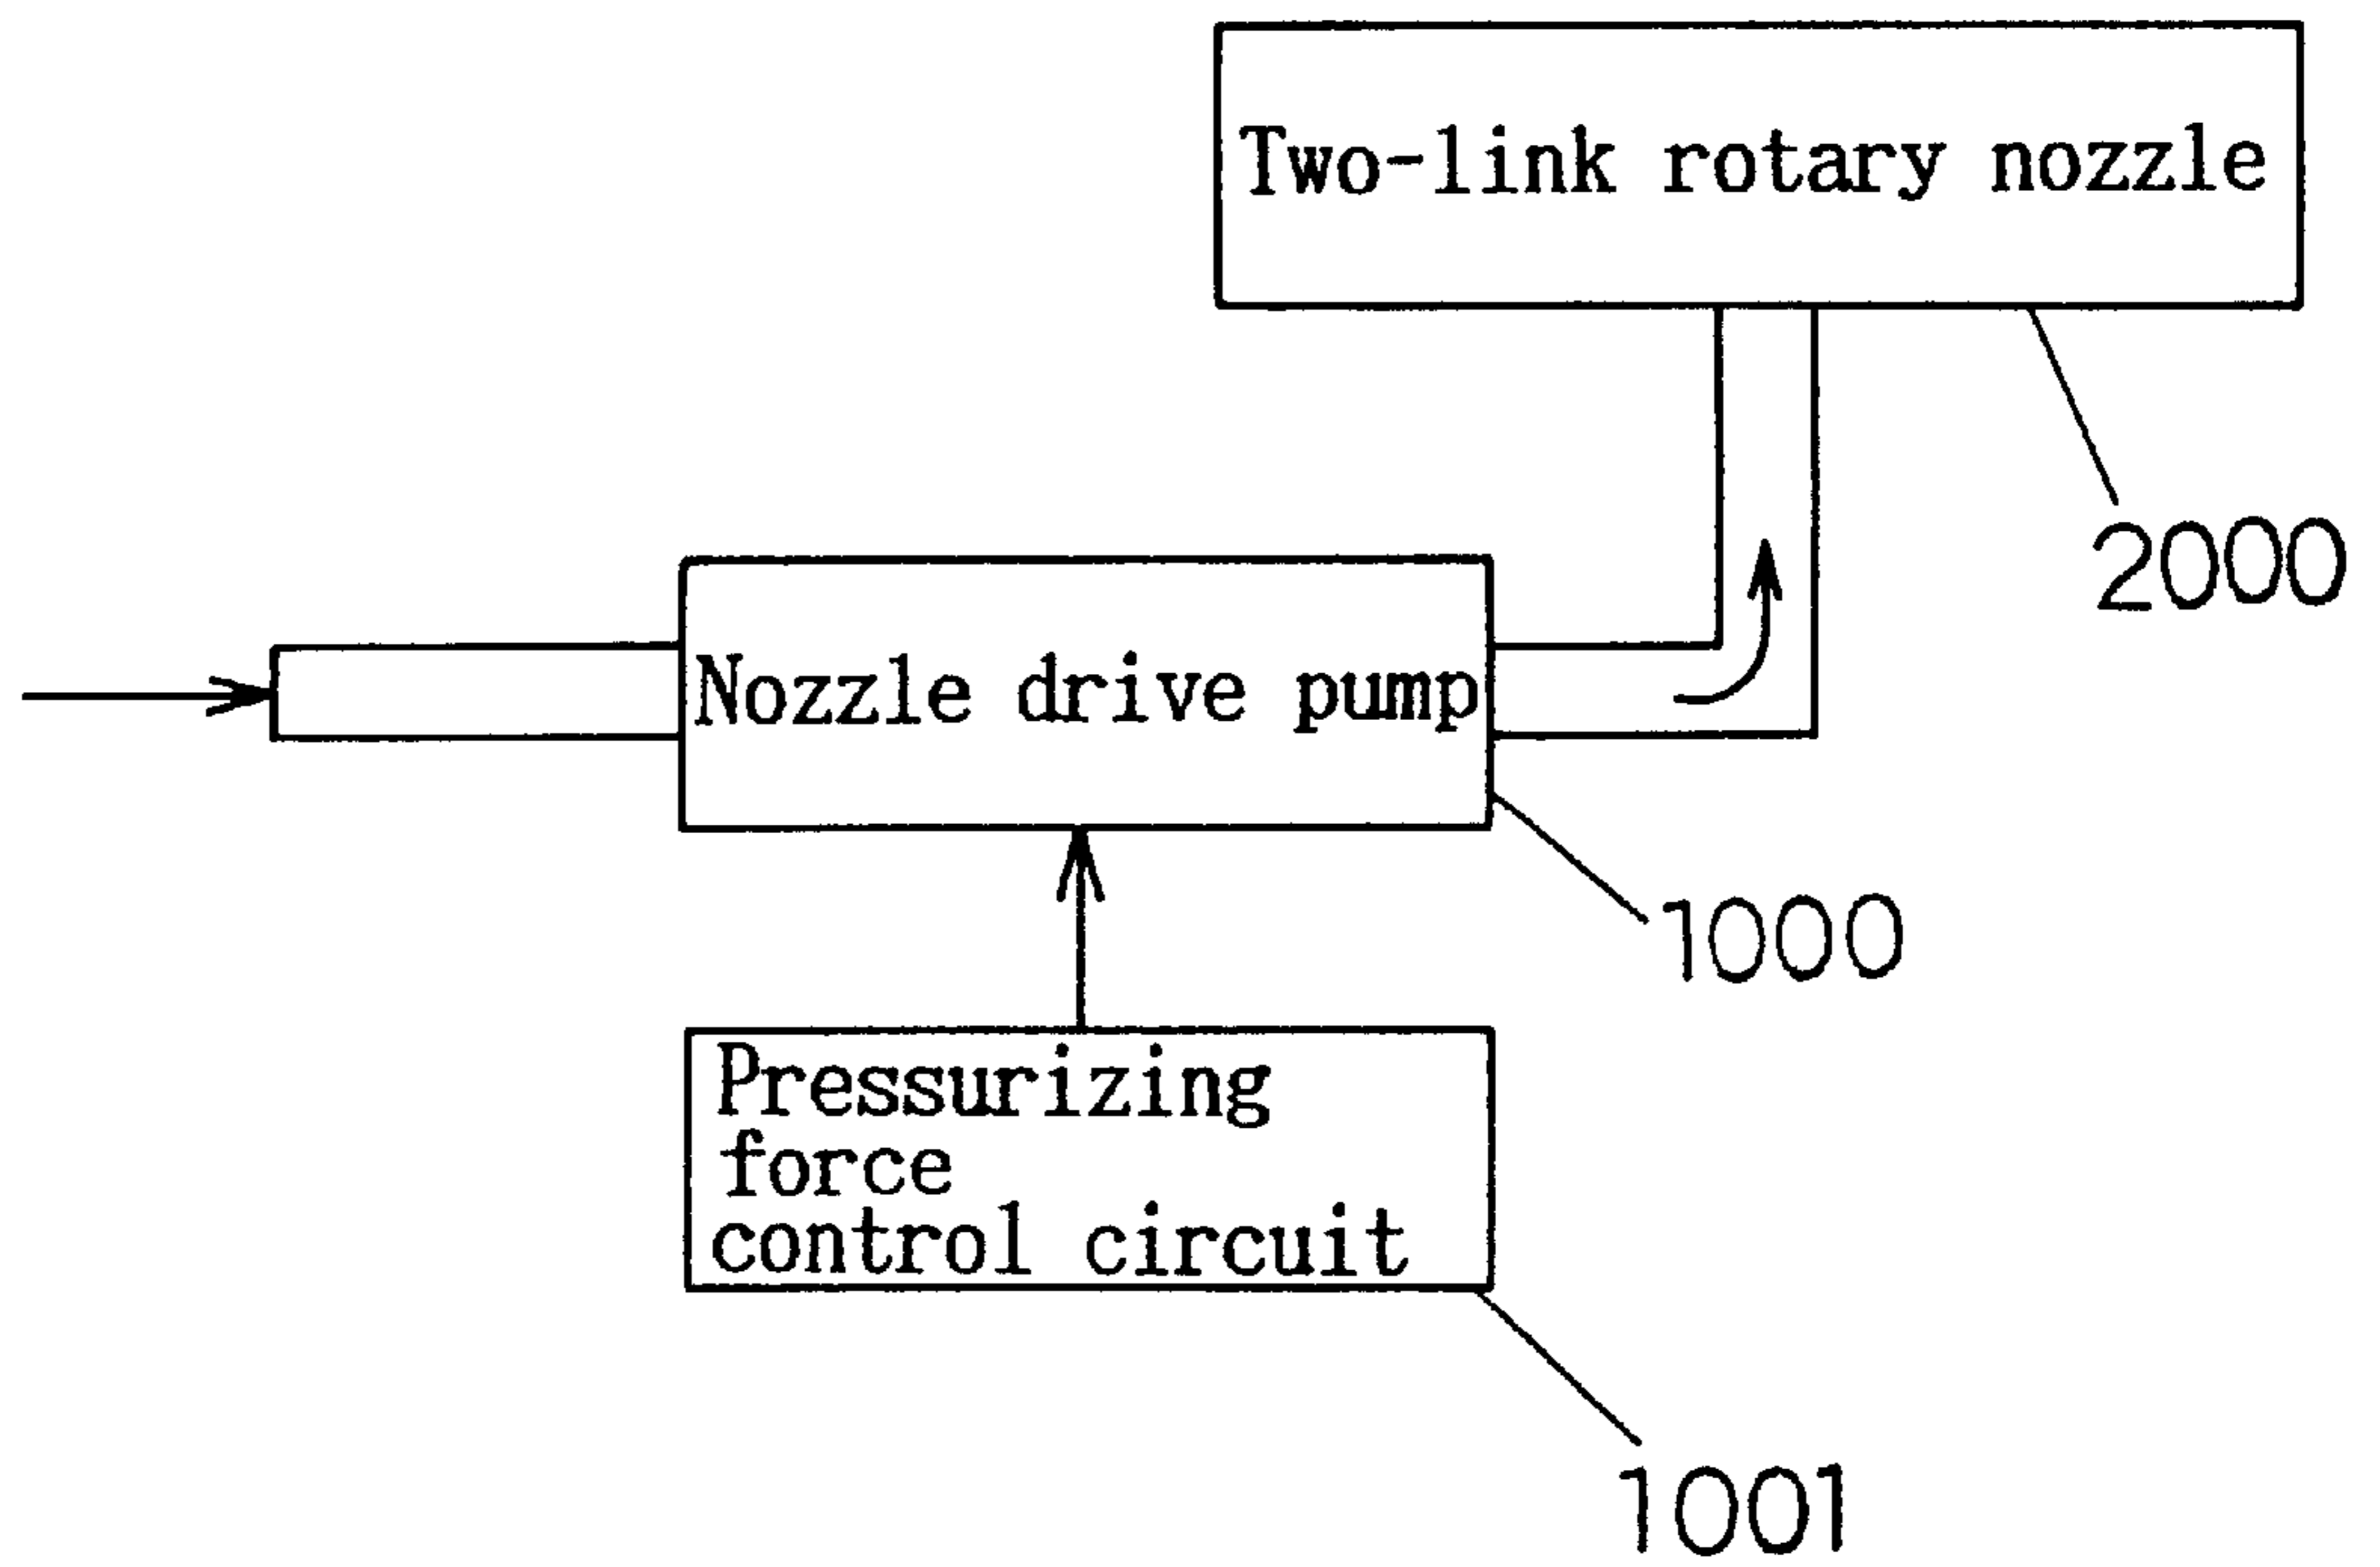 Two-link rotary nozzle
2000
Nozzle drive pump
1000
Pressurizing
force
control circuit
1001